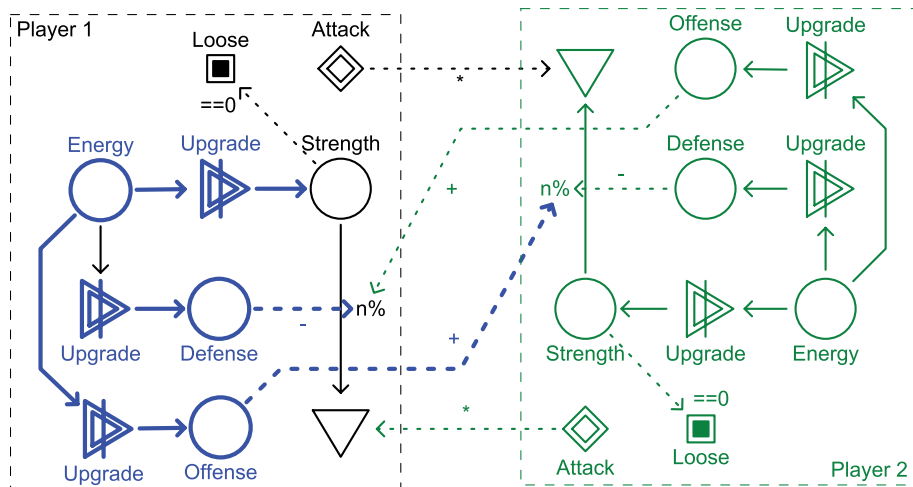 Player 1
Loose
Attack
Offense
Upgrade
*
==0
Energy
Upgrade
Strength
Defense
Upgrade
+
n%
-
-
n%
+
Upgrade
Defense
Strength
Upgrade
Energy
*
==0
Upgrade
Offense
Attack
Loose
Player 2